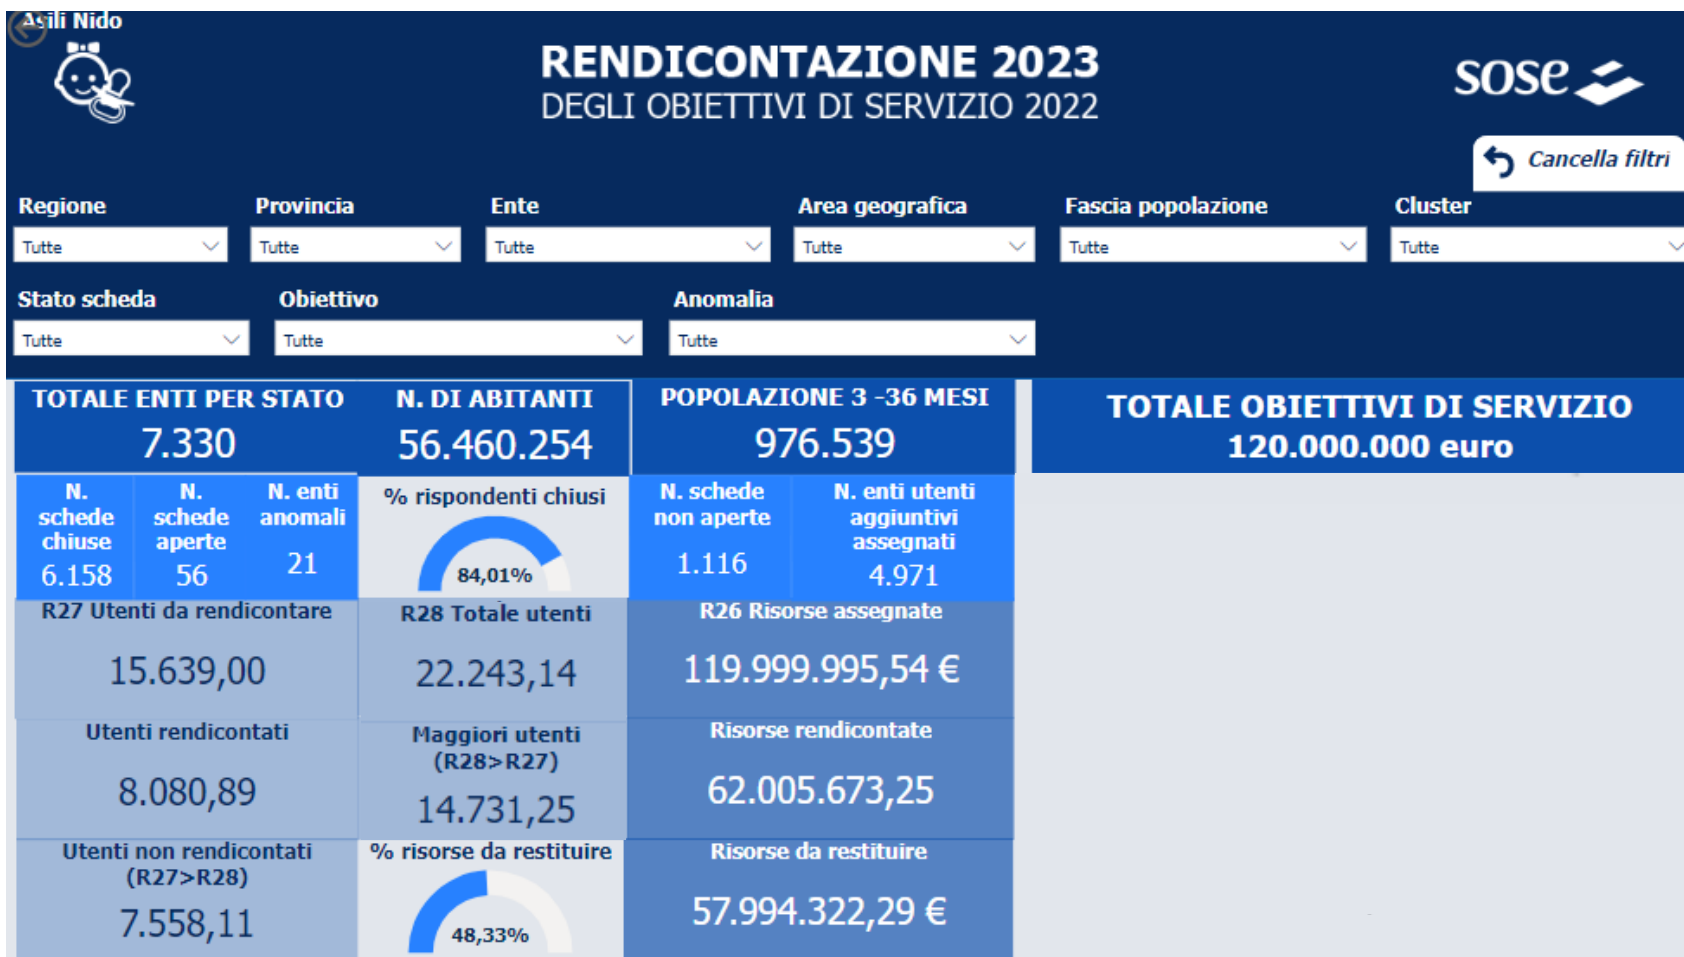 Asili Nido
RENDICONTAZIONE 2023
DEGLI OBIETTIVI DI SERVIZIO 2022
sose
Cancella filtri
Regione
Provincia
Ente
Area geografica
Fascia popolazione
Cluster
Tutte
Tutte
Tutte
Tutte
Tutte
Tutte
Stato scheda
Obiettivo
Anomalia
Tutte
Tutte
Tutte
TOTALE ENTI PER STATO
7.330
N. DI ABITANTI
56.460.254
POPOLAZIONE 3 -36 MESI
976.539
TOTALE OBIETTIVI DI SERVIZIO
120.000.000 euro
N.
schede
chiuse
6.158
N.
schede
aperte
56
N. enti
anomali
21
% rispondenti chiusi
84,01%
N. schede
non aperte
1.116
N. enti utenti
aggiuntivi
assegnati
4.971
R27 Utenti da rendicontare
15.639,00
R28 Totale utenti
22.243,14
R26 Risorse assegnate
119.999.995,54 €
Utenti rendicontati
8.080,89
Maggiori utenti
(R28>R27)
14.731,25
Risorse rendicontate
62.005.673,25
Utenti non rendicontati
(R27>R28)
7.558,11
% risorse da restituire
48,33%
Risorse da restituire
57.994.322,29 €